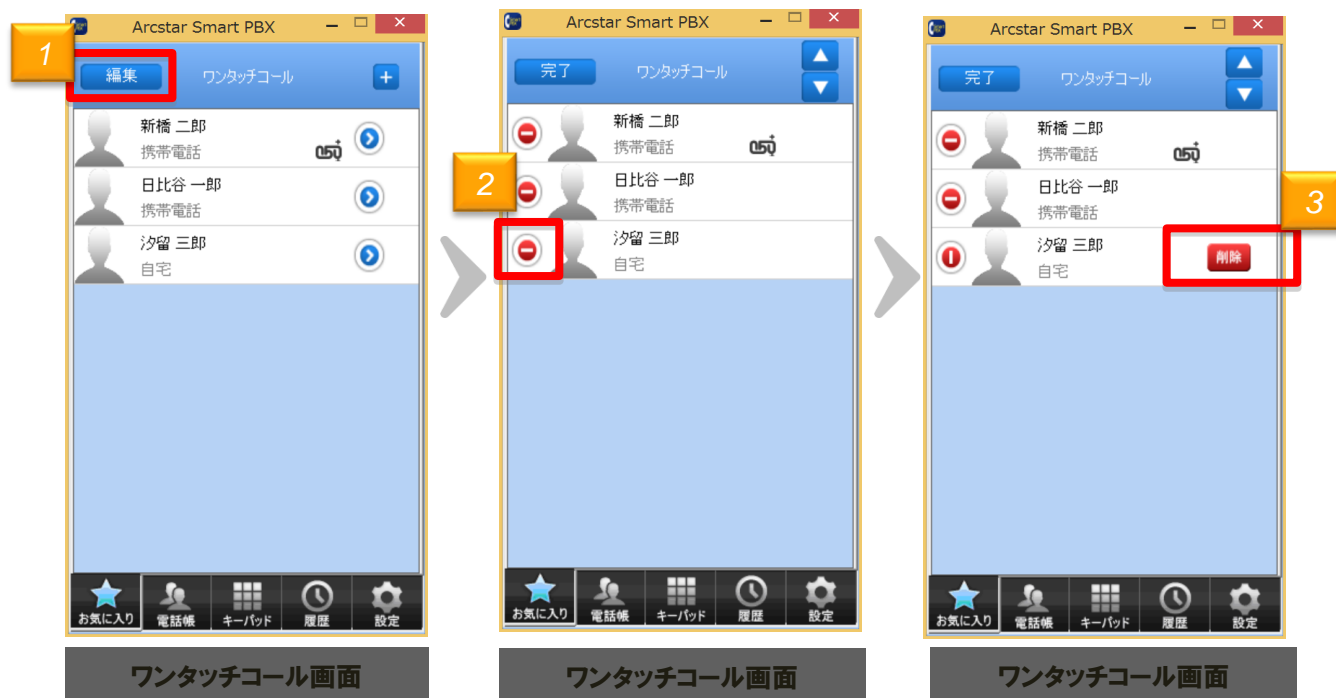 1
Arcstar Smart PBX
編集
ワンタッチコール
新橋 二郎
携帯電話
050
日比谷 一郎
携帯電話
汐留 三郎
自宅
お気に入り
電話帳
キーパッド
履歴
設定
ワンタッチコール画面
2
Arcstar Smart PBX
完了
ワンタッチコール
新橋 二郎
携帯電話
050
日比谷 一郎
携帯電話
汐留 三郎
自宅
お気に入り
電話帳
キーパッド
履歴
設定
ワンタッチコール画面
3
Arcstar Smart PBX
完了
ワンタッチコール
新橋 二郎
携帯電話
050
日比谷 一郎
携帯電話
汐留 三郎
自宅
削除
お気に入り
電話帳
キーパッド
履歴
設定
ワンタッチコール画面